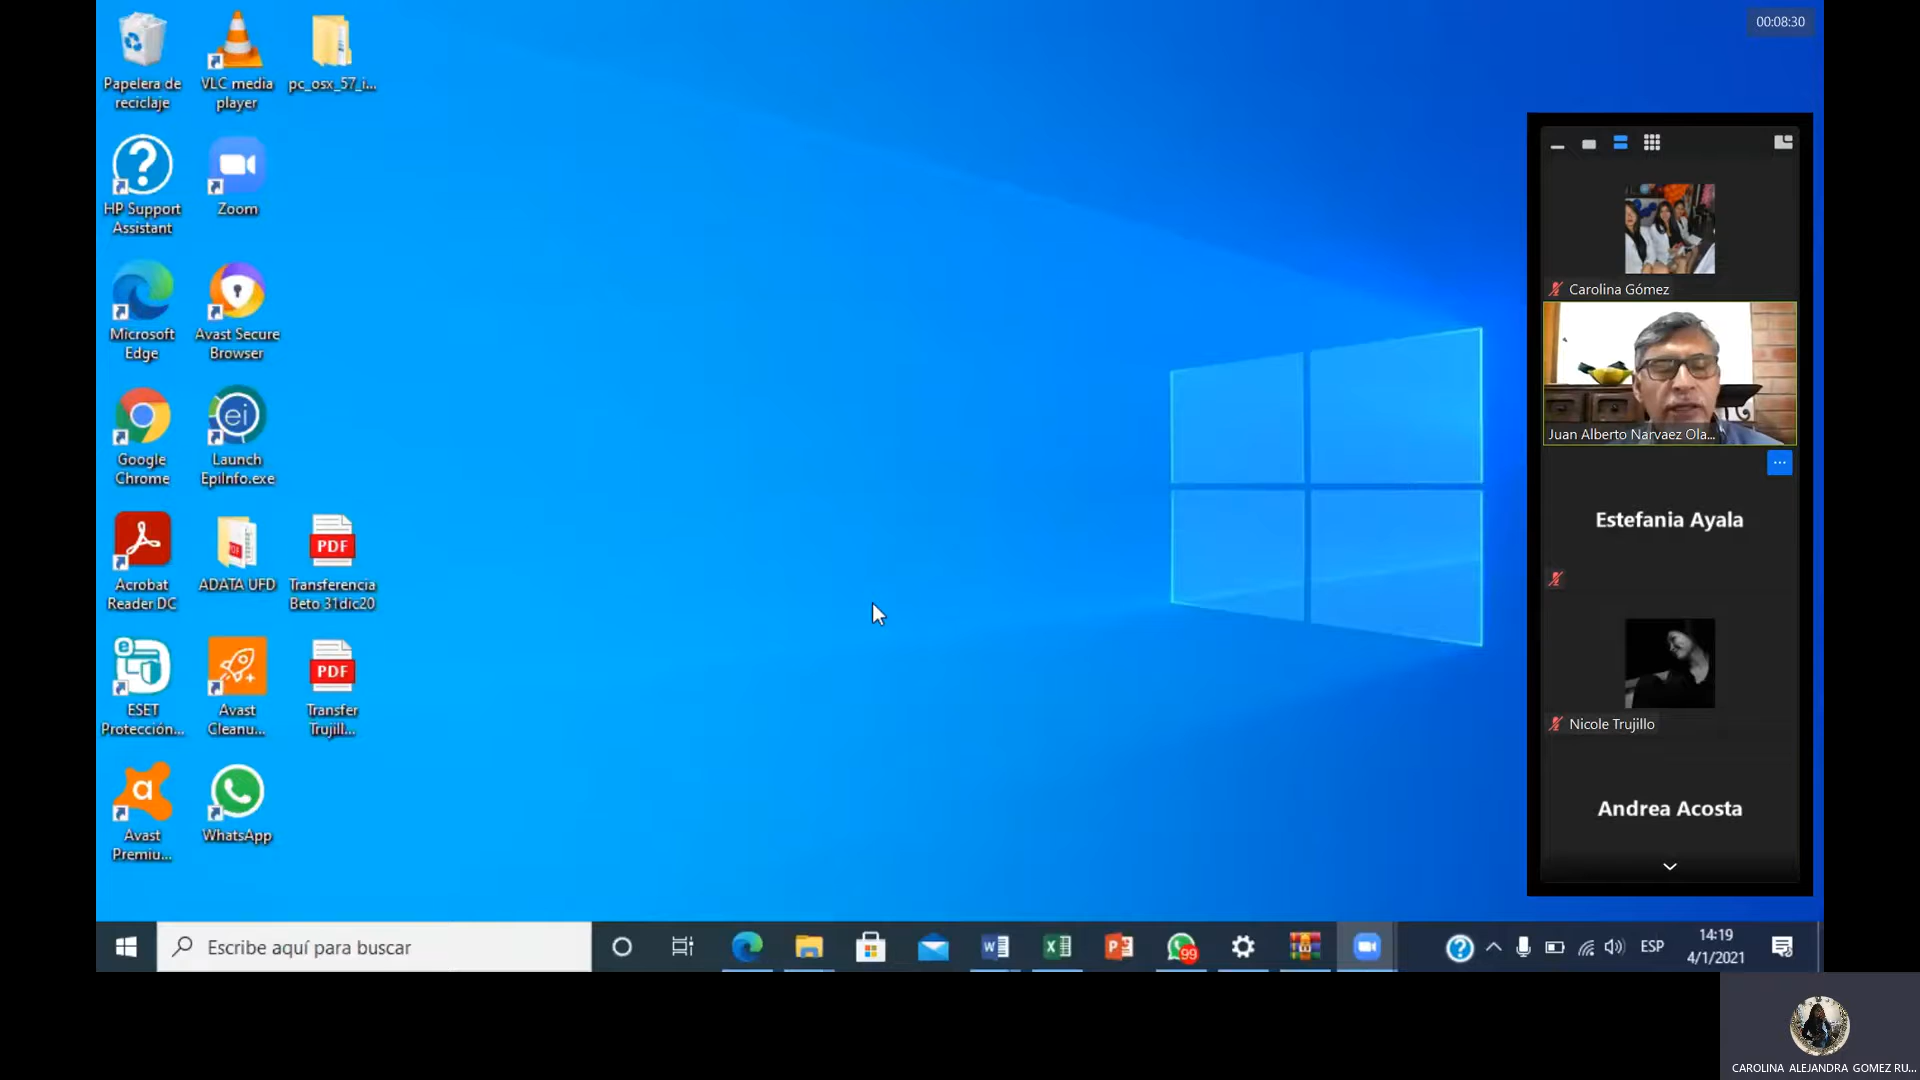 00:08:30
Papelera de
reciclaje
VLC media
player
pc_osx_57_i...
HP Support
Assistant
Zoom
Microsoft
Edge
Avast Secure
Browser
Google
Chrome
ei
Launch
EpiInfo.exe
Acrobat
Reader DC
PDF
ADATA UFD
PDF
Transferencia
Beto 31dic20
ESET
Protección...
Avast
Cleanu...
PDF
Transfer
Trujill...
a
Avast
Premiu...
WhatsApp
Carolina Gómez
Juan Alberto Narvaez Ola...
Estefania Ayala
Nicole Trujillo
Andrea Acosta
Escribe aquí para buscar
99
ESP
14:19
4/1/2021
CAROLINA ALEJANDRA GOMEZ RU...